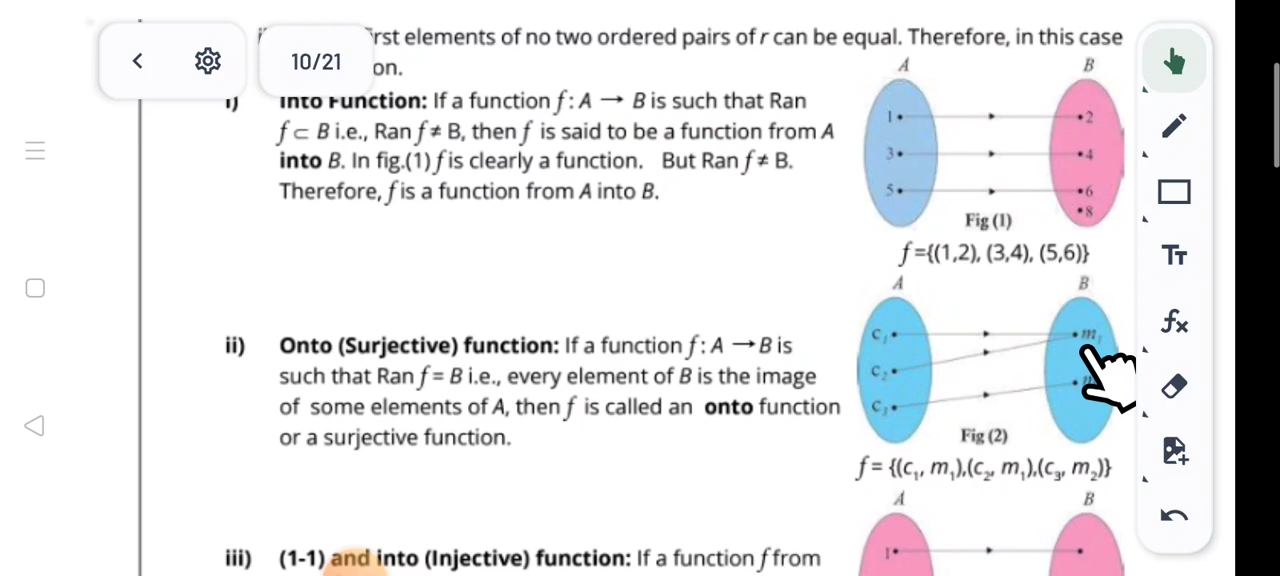 10/21
irst elements of no two ordered pairs of r can be equal. Therefore, in this case
on.
i) Into Function: If a function f : A → B is such that Ran
f ⊂ B i.e., Ran f ≠ B, then f is said to be a function from A
into B. In fig.(1) f is clearly a function. But Ran f ≠ B.
Therefore, f is a function from A into B.
A B
1 2
3 4
5 6
8
Fig (1)
f ={(1,2), (3,4), (5,6)}
ii) Onto (Surjective) function: If a function f : A → B is
such that Ran f = B i.e., every element of B is the image
of some elements of A, then f is called an onto function
or a surjective function.
A B
C₁ m₁
C₂
C₃
Fig (2)
f = {(c₁, m₁),(c₂, m₁),(c₃, m₂)}
iii) (1-1) and into (Injective) function: If a function f from
A B
1
Tт
fx